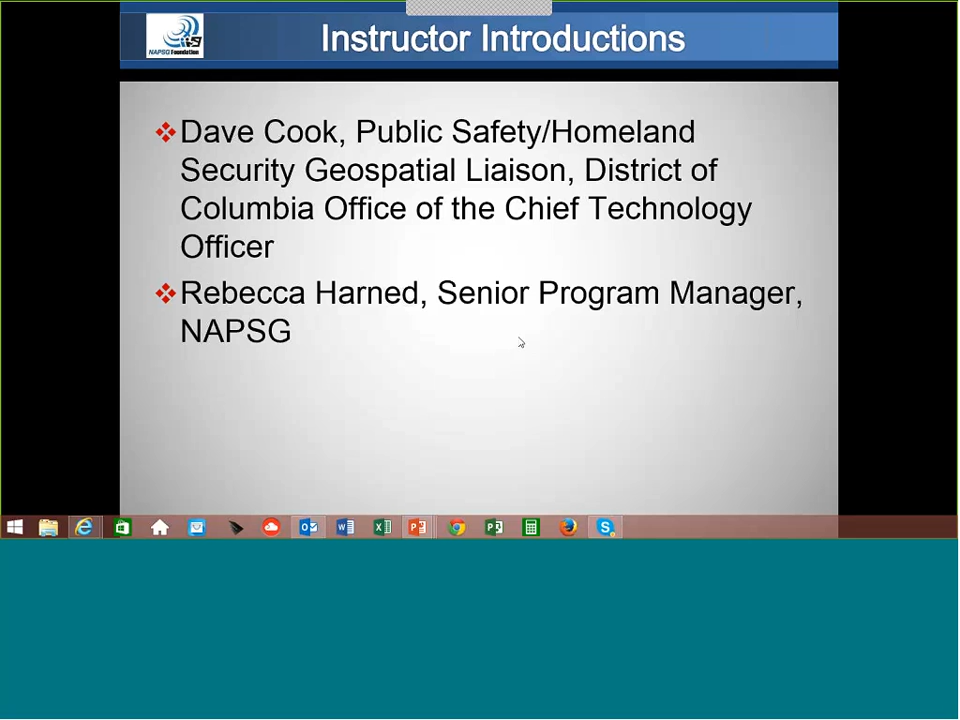 Instructor Introductions
NAPSG Foundation
Dave Cook, Public Safety/Homeland
Security Geospatial Liaison, District of
Columbia Office of the Chief Technology
Officer
Rebecca Harned, Senior Program Manager,
NAPSG